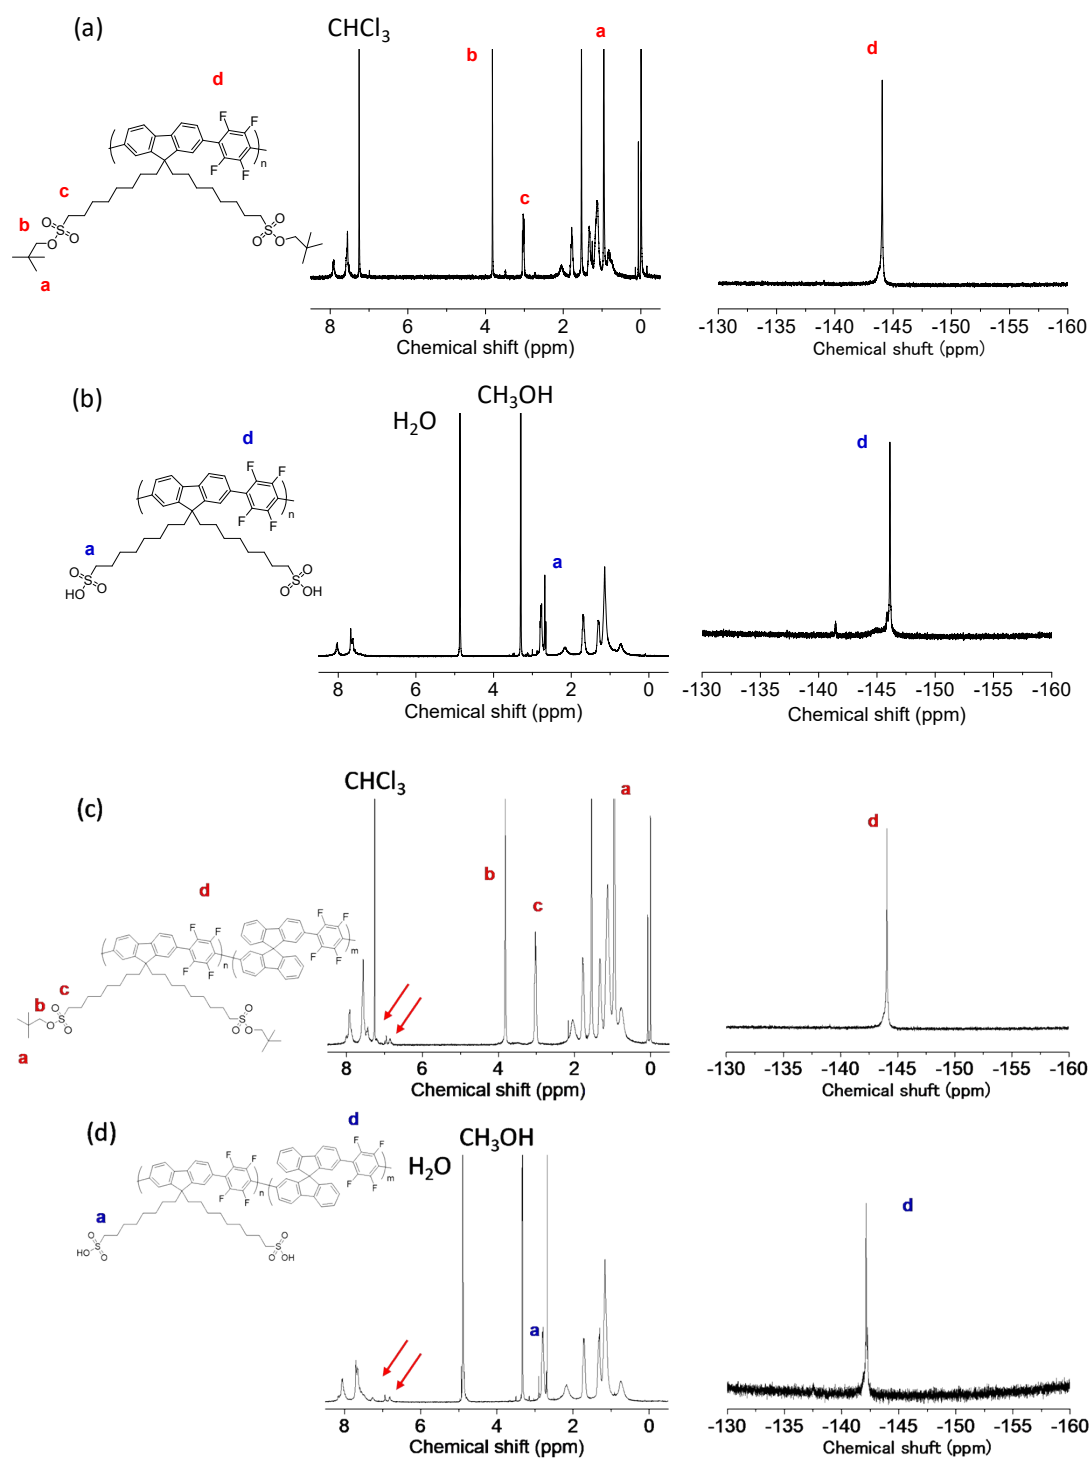 (a)
CHCl3
a
b
d
d
F
F
F
F
n
c
c
b
O
O
S
O
O
S
O
O
a
8
6
4
2
0
Chemical shift (ppm)
-130
-135
-140
-145
-150
-155
-160
Chemical shuft (ppm)
(b)
CH3OH
H2O
d
d
F
F
F
F
n
a
a
O
O
S
HO
O
S
O
OH
8
6
4
2
0
Chemical shift (ppm)
-130
-135
-140
-145
-150
-155
-160
Chemical shift (ppm)
(c)
CHCl3
a
d
b
c
d
F
F
F
F
n
F
F
F
F
m
b
c
O
S
O
O
O
S
O
O
a
8
6
4
2
0
Chemical shift (ppm)
-130
-135
-140
-145
-150
-155
-160
Chemical shuft (ppm)
(d)
CH3OH
H2O
d
d
F
F
F
F
n
F
F
F
F
m
a
a
O
S
HO
O
O
S
O
OH
8
6
4
2
0
Chemical shift (ppm)
-130
-135
-140
-145
-150
-155
-160
Chemical shuft (ppm)